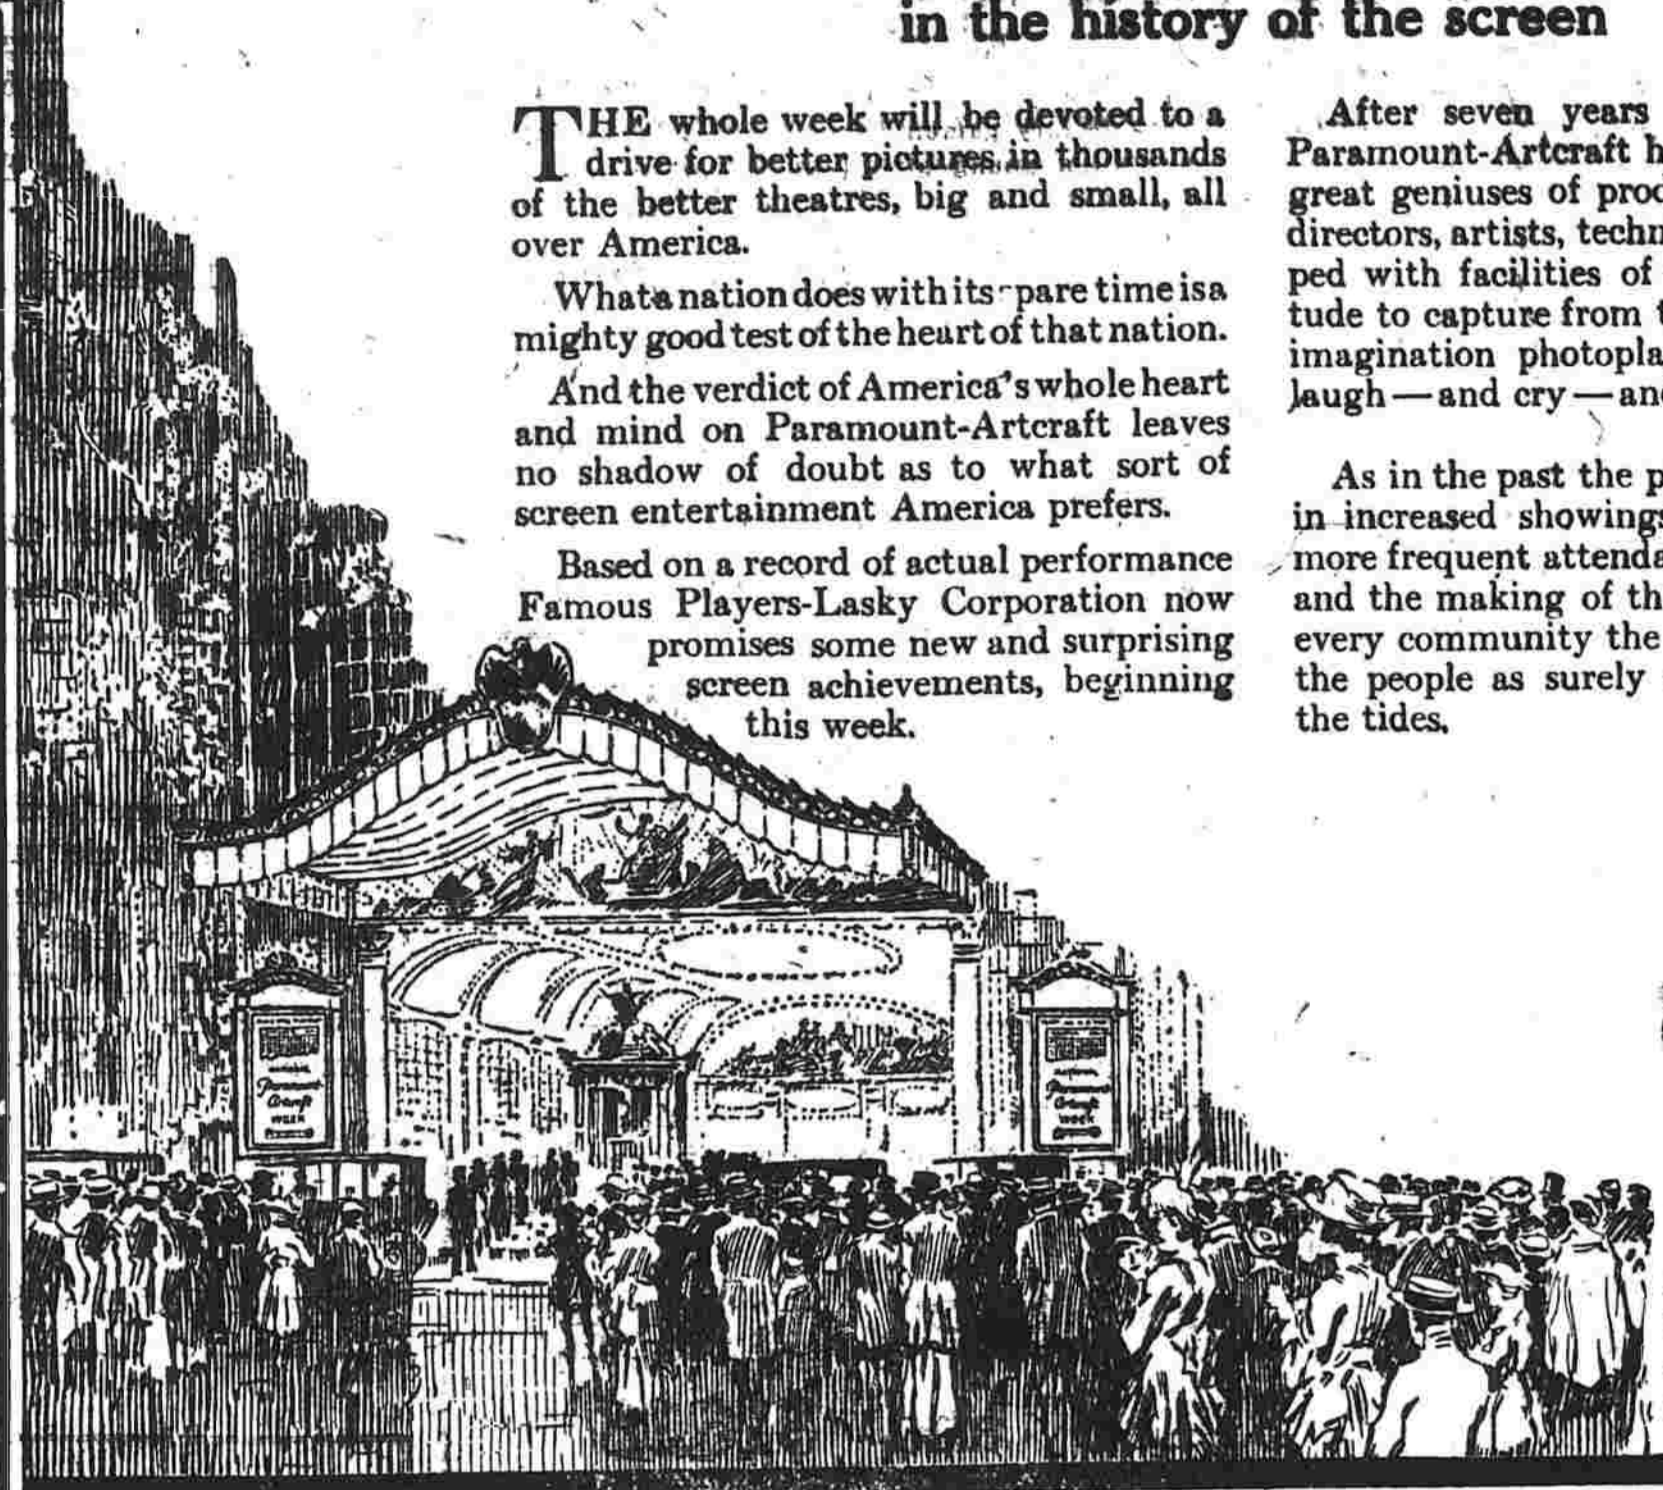 in the history of the screen
THE whole week will be devoted to a
drive for better pictures in thousands
of the better theatres, big and small, all
over America.
What a nation does with its spare time is a
mighty good test of the heart of that nation.
And the verdict of America's whole heart
and mind on Paramount-Artcraft leaves
no shadow of doubt as to what sort of
screen entertainment America prefers.
Based on a record of actual performance
Famous Players-Lasky Corporation now
promises some new and surprising
screen achievements, beginning
this week.
After seven years
Paramount-Artcraft h
great geniuses of prod
directors, artists, techn
ped with facilities of
tude to capture from t
imagination photopla
laugh—and cry—an
As in the past the p
in increased showings
more frequent attenda
and the making of th
every community the
the people as surely
the tides.
Paramount
Artcraft
WEEK
Paramount
Artcraft
WEEK